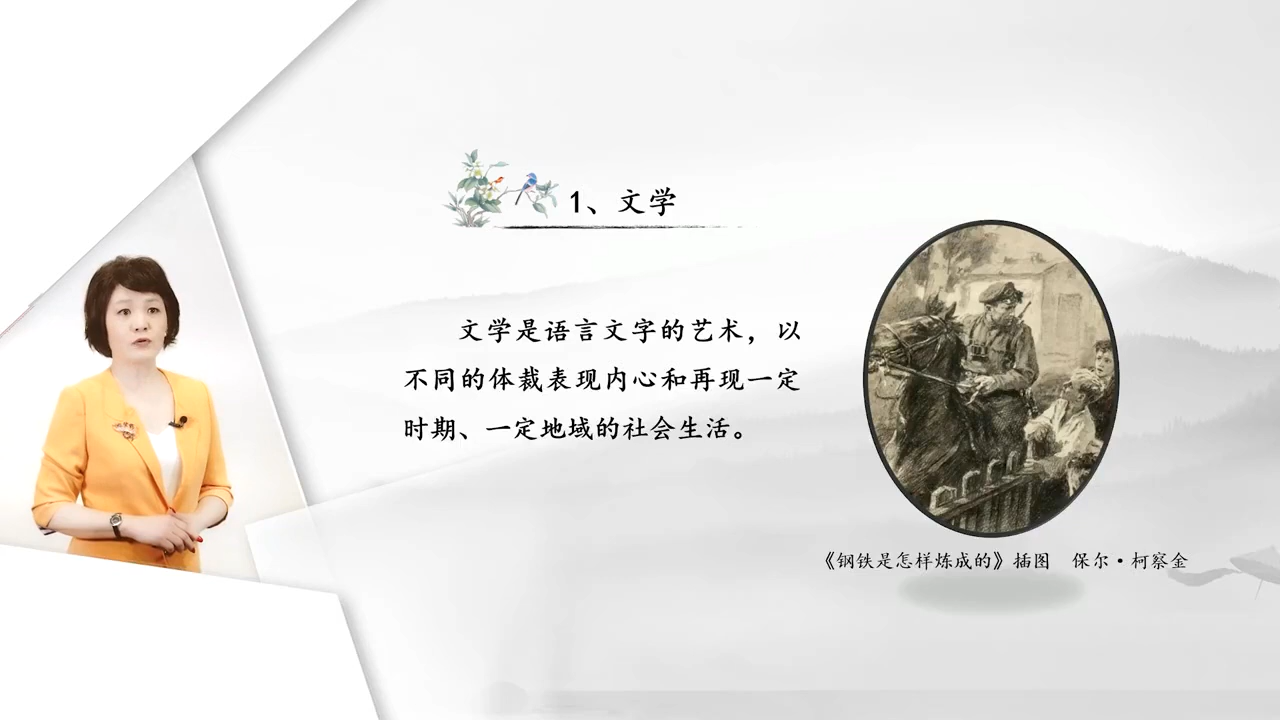 1、文学
文学是语言文字的艺术，以
不同的体裁表现内心和再现一定
时期、一定地域的社会生活。
《钢铁是怎样炼成的》插图 保尔·柯察金